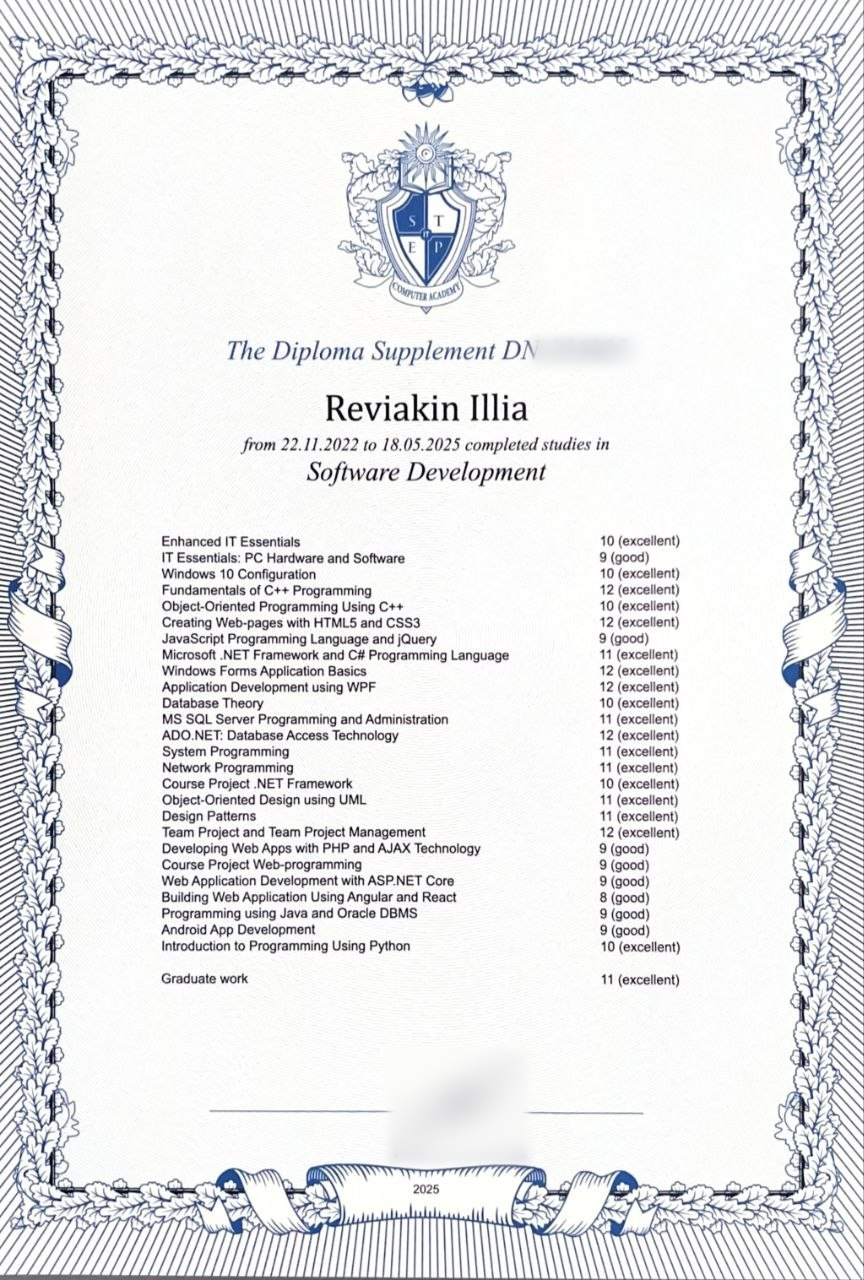 S T
IT
E P
COMPUTER ACADEMY
The Diploma Supplement DN
Reviakin Illia
from 22.11.2022 to 18.05.2025 completed studies in
Software Development
Enhanced IT Essentials 10 (excellent)
IT Essentials: PC Hardware and Software 9 (good)
Windows 10 Configuration 10 (excellent)
Fundamentals of C++ Programming 12 (excellent)
Object-Oriented Programming Using C++ 10 (excellent)
Creating Web-pages with HTML5 and CSS3 12 (excellent)
JavaScript Programming Language and jQuery 9 (good)
Microsoft .NET Framework and C# Programming Language 11 (excellent)
Windows Forms Application Basics 12 (excellent)
Application Development using WPF 12 (excellent)
Database Theory 10 (excellent)
MS SQL Server Programming and Administration 11 (excellent)
ADO.NET: Database Access Technology 12 (excellent)
System Programming 11 (excellent)
Network Programming 11 (excellent)
Course Project .NET Framework 10 (excellent)
Object-Oriented Design using UML 11 (excellent)
Design Patterns 11 (excellent)
Team Project and Team Project Management 12 (excellent)
Developing Web Apps with PHP and AJAX Technology 9 (good)
Course Project Web-programming 9 (good)
Web Application Development with ASP.NET Core 9 (good)
Building Web Application Using Angular and React 8 (good)
Programming using Java and Oracle DBMS 9 (good)
Android App Development 9 (good)
Introduction to Programming Using Python 10 (excellent)
Graduate work 11 (excellent)
2025